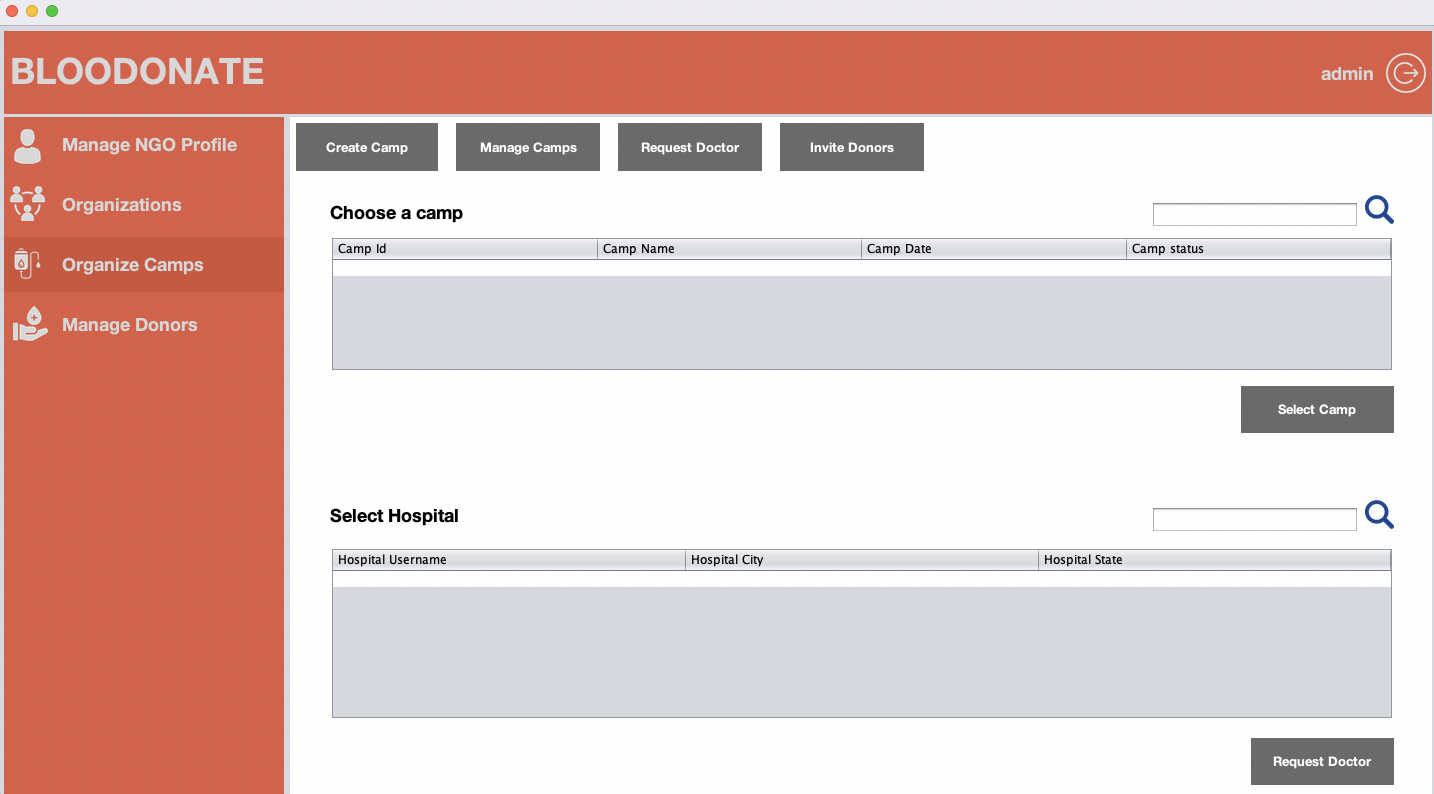 BLOODONATE
admin
Manage NGO Profile
Organizations
Organize Camps
Manage Donors
Create Camp Manage Camps Request Doctor Invite Donors
Choose a camp
Camp Id Camp Name Camp Date Camp status
Select Camp
Select Hospital
Hospital Username Hospital City Hospital State
Request Doctor